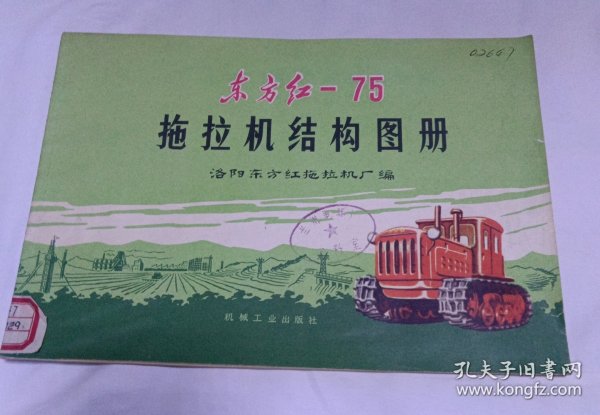 02667
东方红-75
拖拉机结构图册
洛阳东方红拖拉机厂编
机械工业出版社
孔夫子旧书网
www.kongfz.com